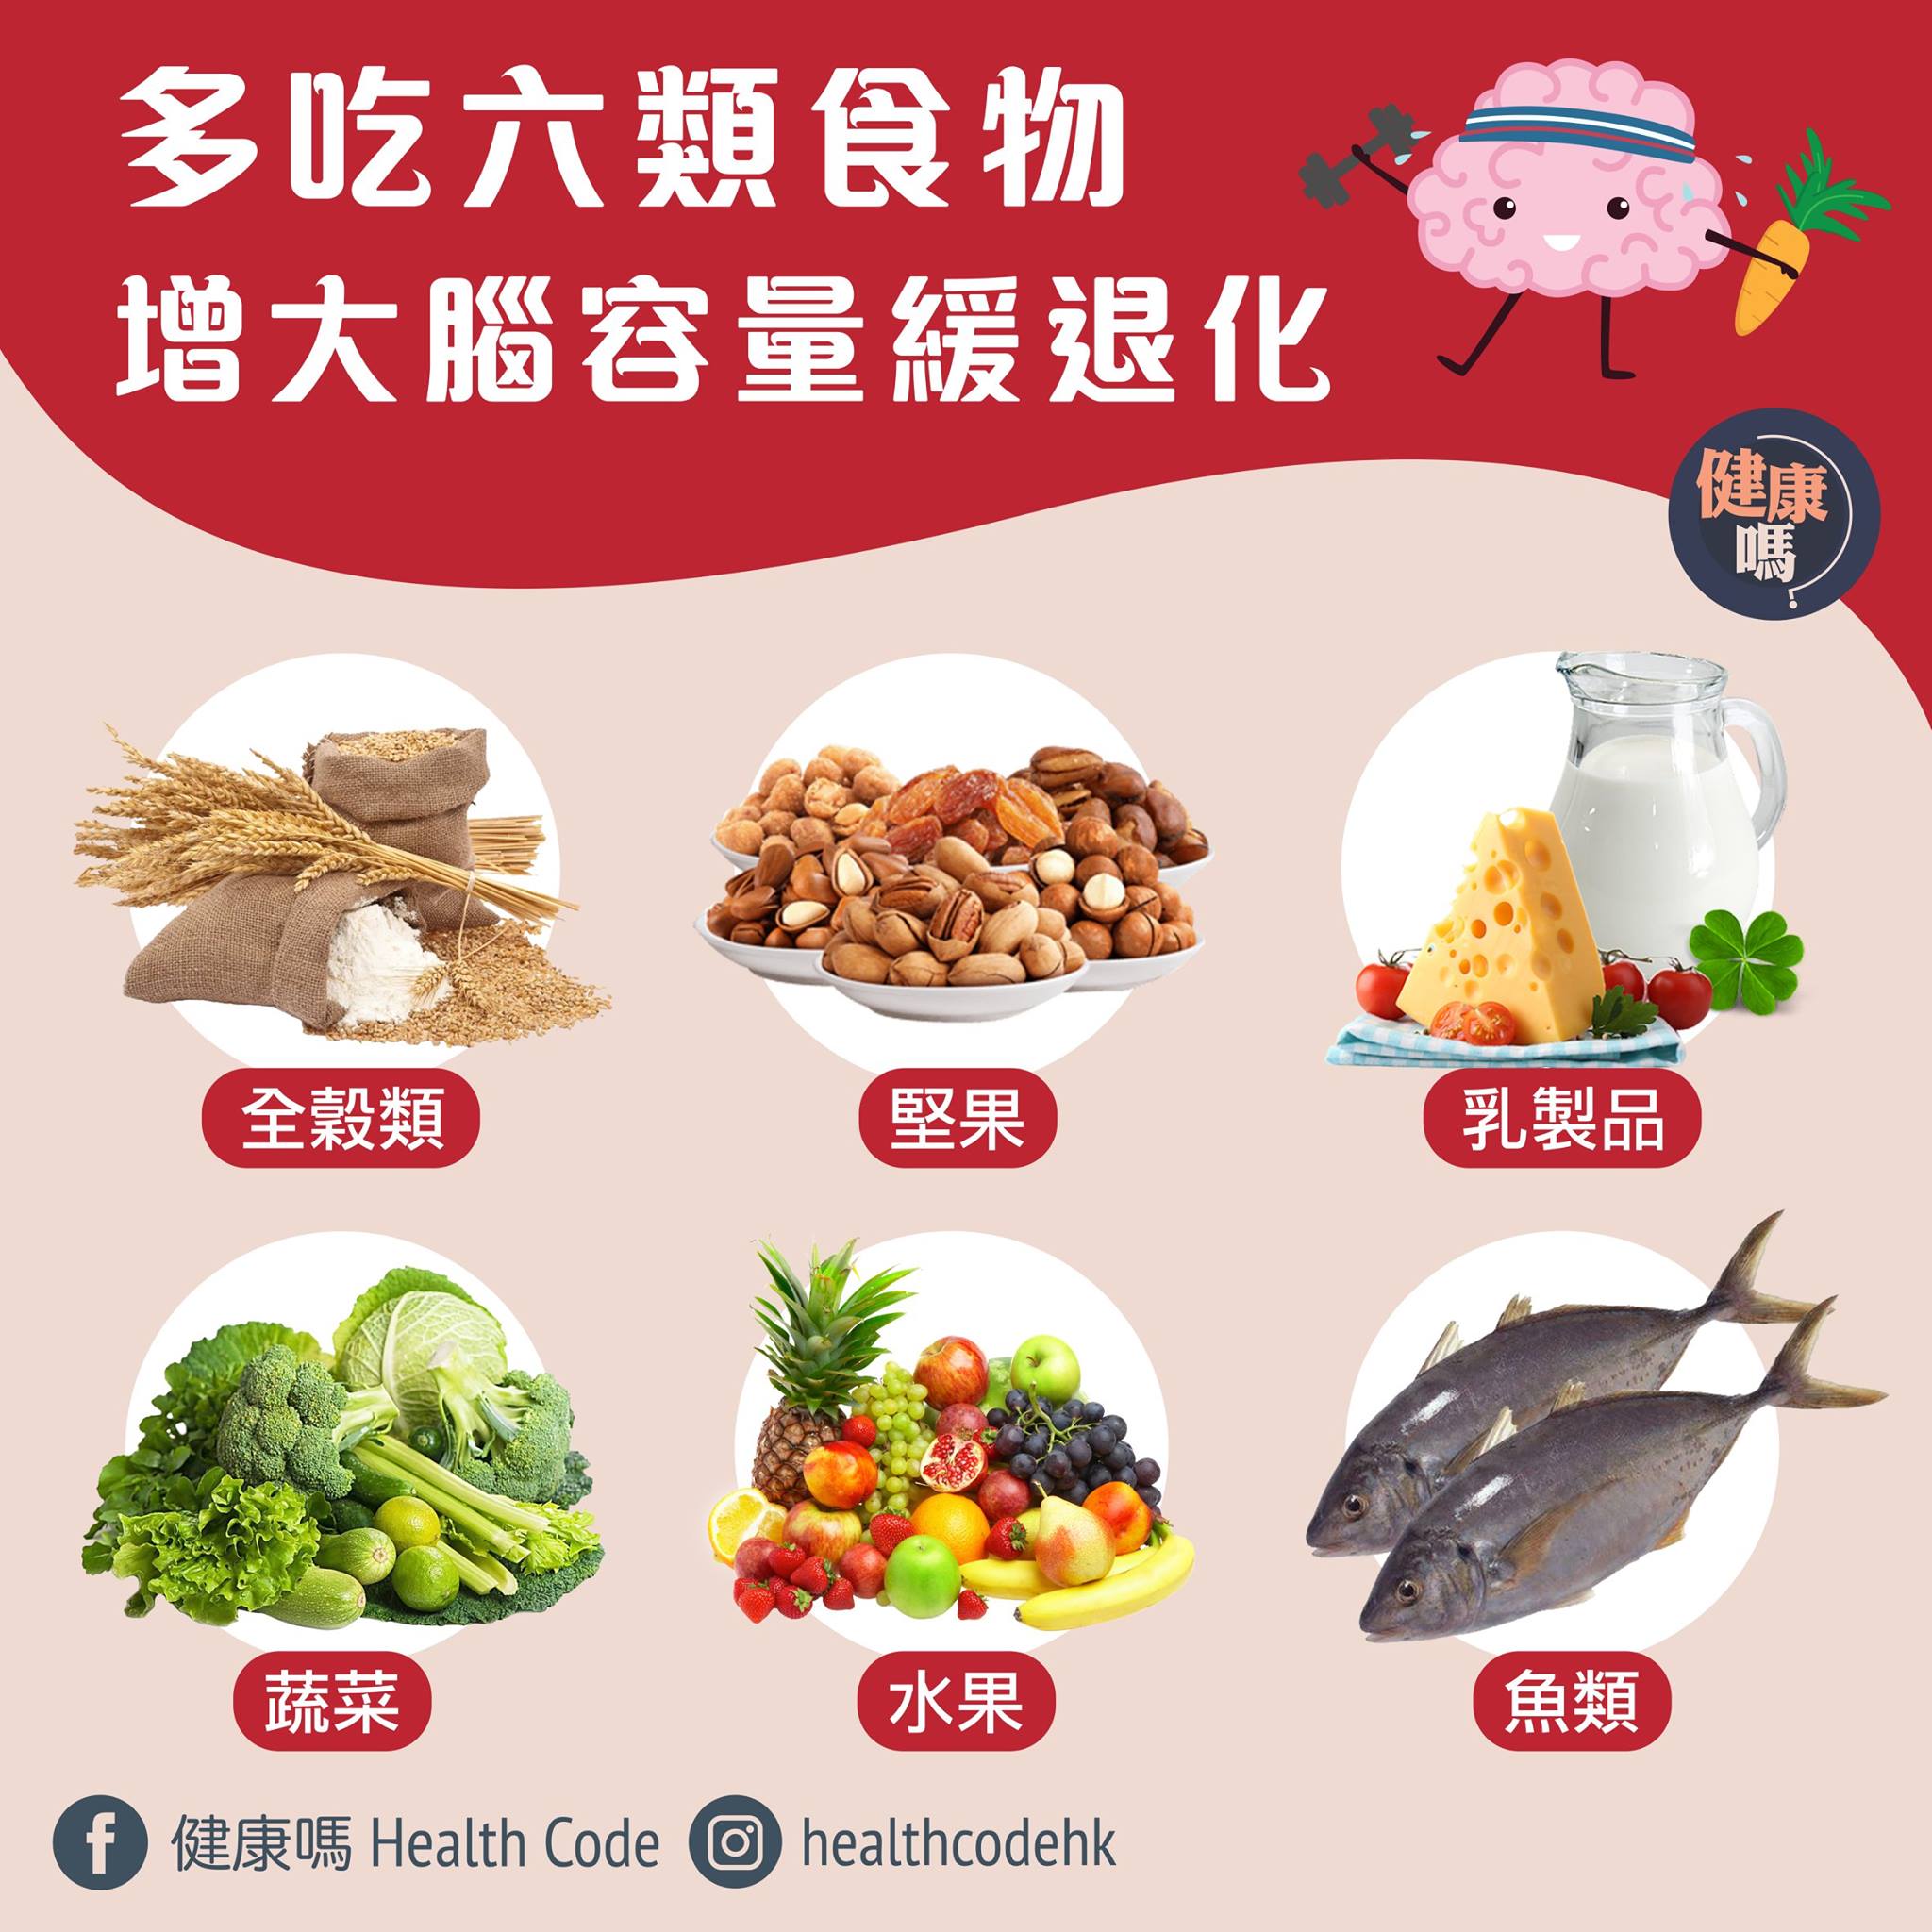 多吃六類食物
增大腦容量緩退化
健康
嗎?
全穀類
堅果
乳製品
蔬菜
水果
魚類
健康嗎 Health Code
healthcodehk